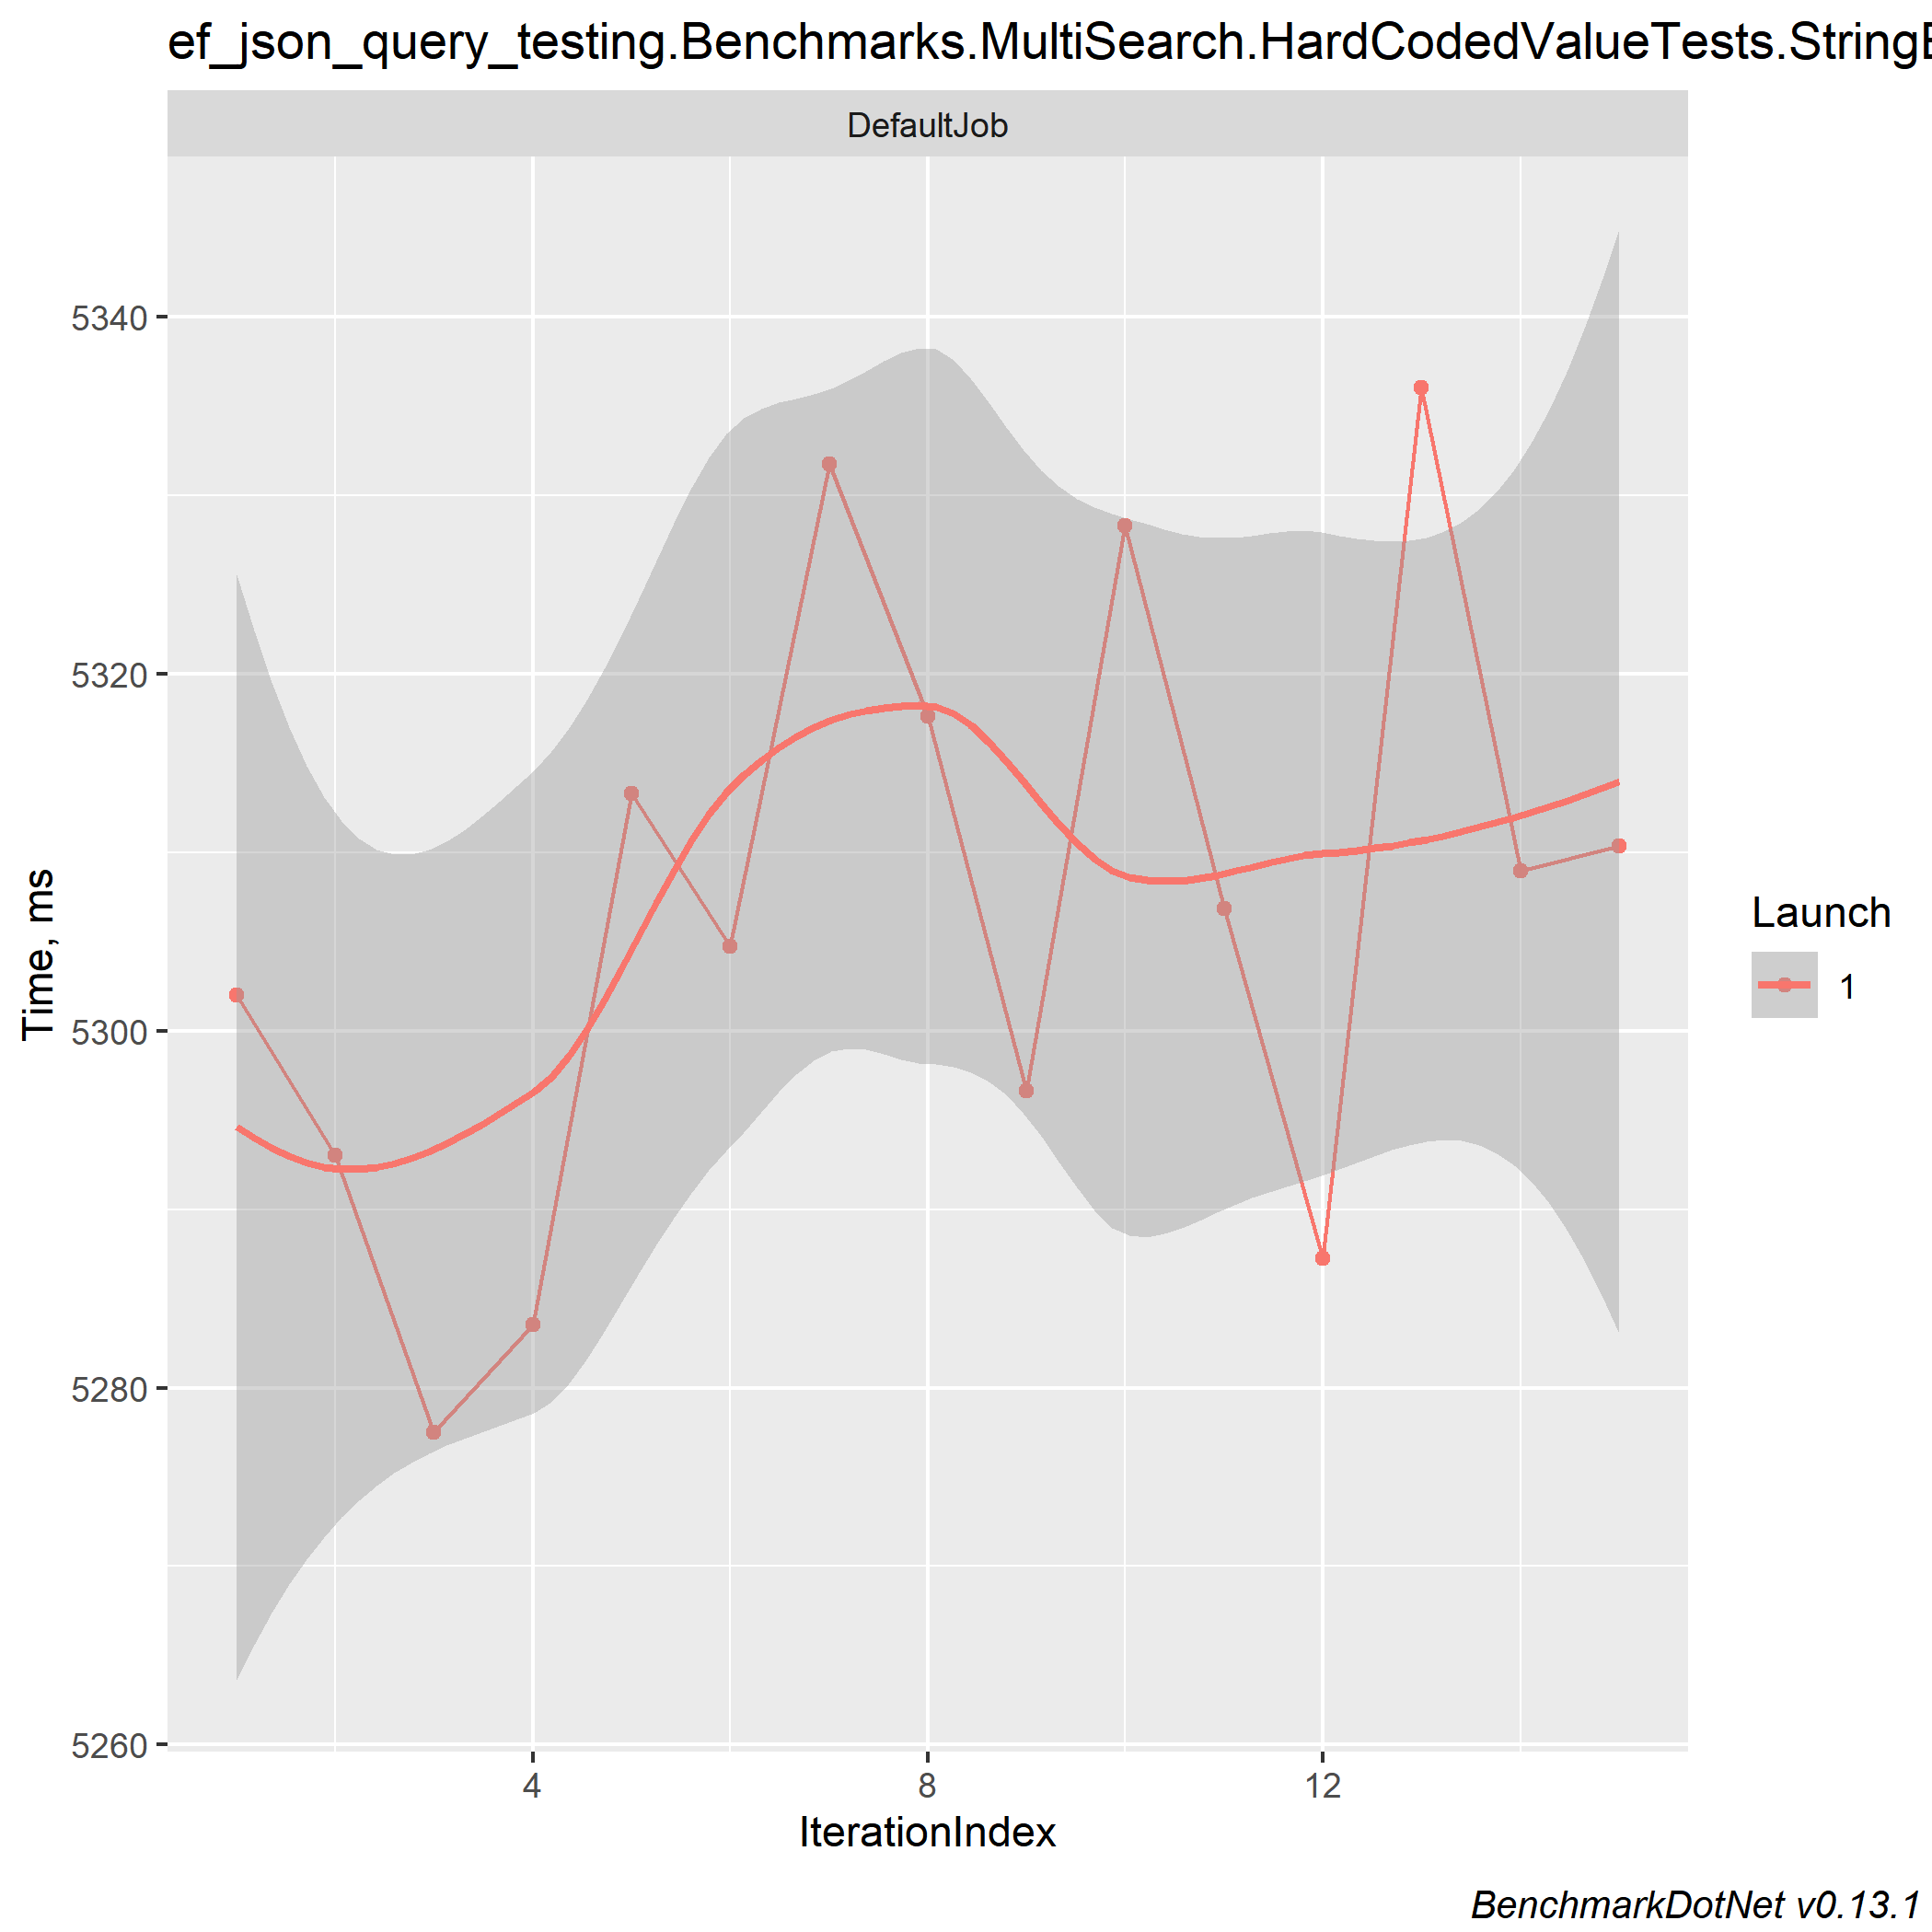 ef_json_query_testing.Benchmarks.MultiSearch.HardCodedValueTests.String
DefaultJob
5340
5320
5300
5280
5260
Time, ms
4
8
12
IterationIndex
Launch
1
BenchmarkDotNet v0.13.1